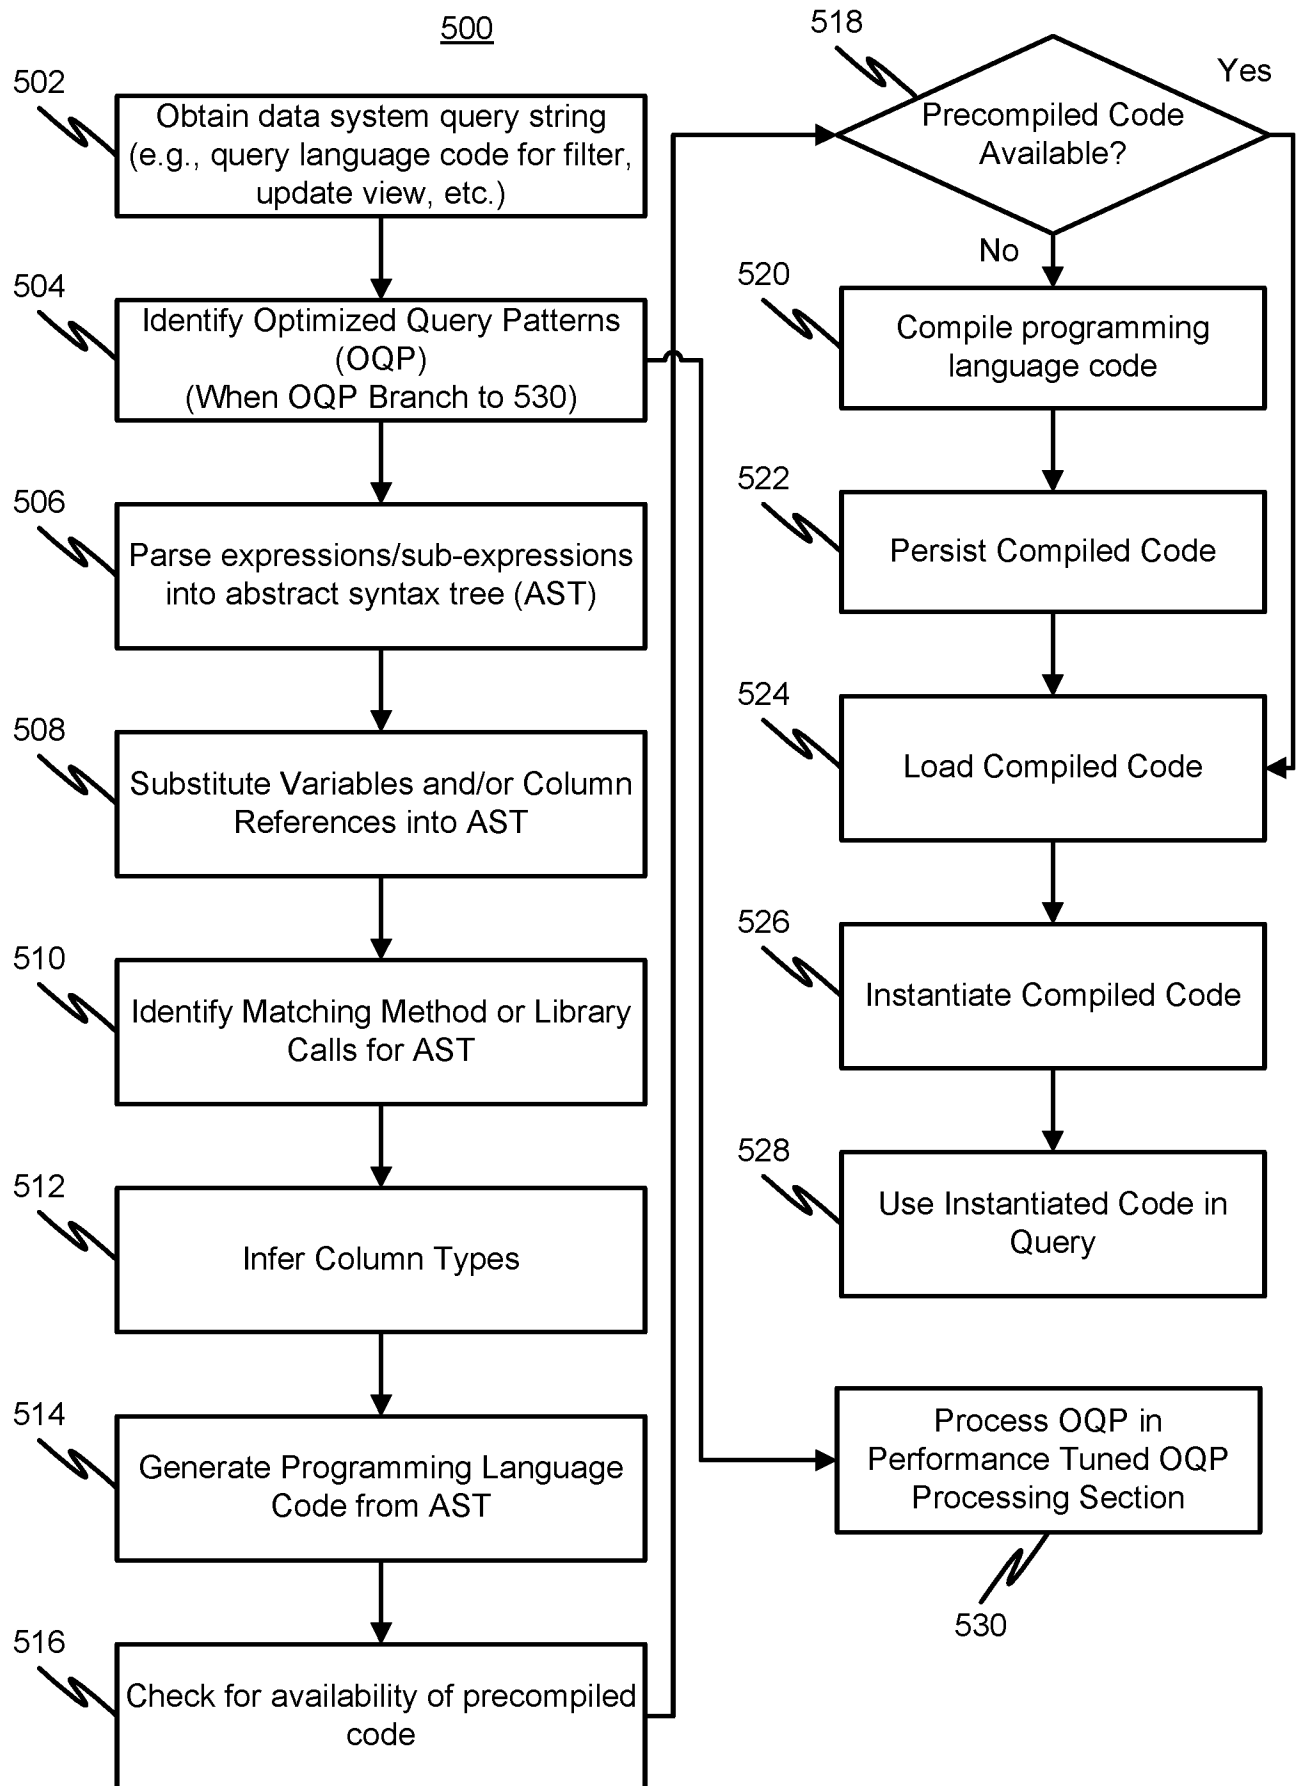 500
502
Obtain data system query string
(e.g., query language code for filter,
update view, etc.)
504
Identify Optimized Query Patterns
(OQP)
(When OQP Branch to 530)
506
Parse expressions/sub-expressions
into abstract syntax tree (AST)
508
Substitute Variables and/or Column
References into AST
510
Identify Matching Method or Library
Calls for AST
512
Infer Column Types
514
Generate Programming Language
Code from AST
516
Check for availability of precompiled
code
518
Precompiled Code
Available?
Yes
No
520
Compile programming
language code
522
Persist Compiled Code
524
Load Compiled Code
526
Instantiate Compiled Code
528
Use Instantiated Code in
Query
Process OQP in
Performance Tuned OQP
Processing Section
530